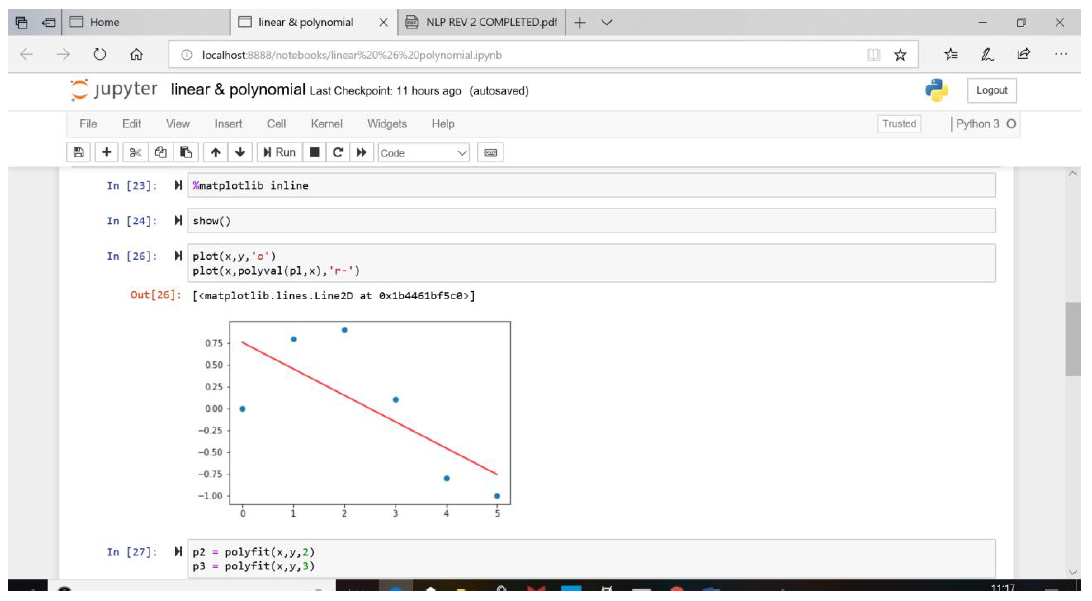 Home
linear & polynomial
NLP REV 2 COMPLETED.pdf
localhost:8888/notebooks/linear%20%26%20polynomial.ipynb
jupyter linear & polynomial Last Checkpoint: 11 hours ago (autosaved)
Logout
File Edit View Insert Cell Kernel Widgets Help
Trusted Python 3
Run Code
In [23]: %matplotlib inline
In [24]: show()
In [26]: plot(x,y,'o')
plot(x,polyval(p1,x),'r-')
Out[26]: [<matplotlib.lines.Line2D at 0x1b4461bf5c0>]
0.75
0.50
0.25
0.00
−0.25
−0.50
−0.75
−1.00
0 1 2 3 4 5
In [27]: p2 = polyfit(x,y,2)
p3 = polyfit(x,y,3)
11:17